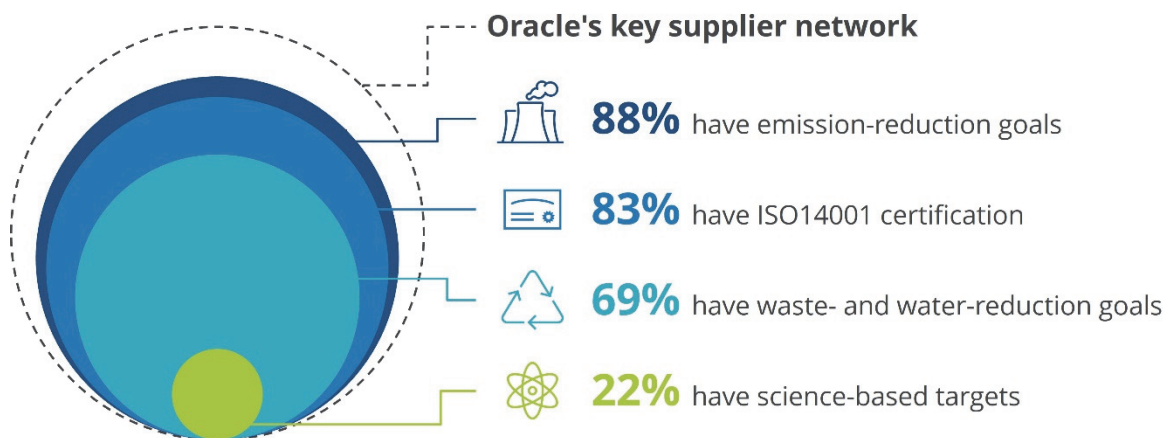 Oracle's key supplier network
88% have emission-reduction goals
83% have ISO14001 certification
69% have waste- and water-reduction goals
22% have science-based targets